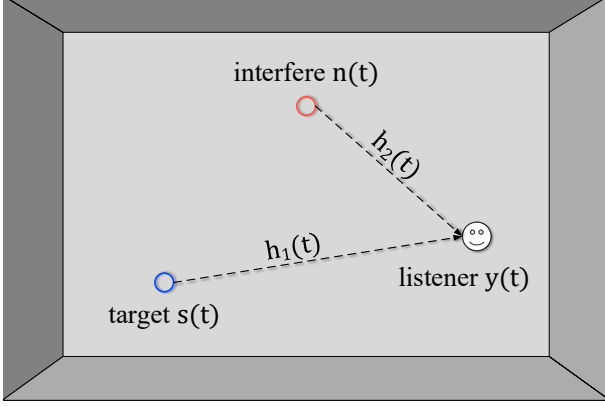 interfere n(t)
h₂(t)
h₁(t)
listener y(t)
target s(t)